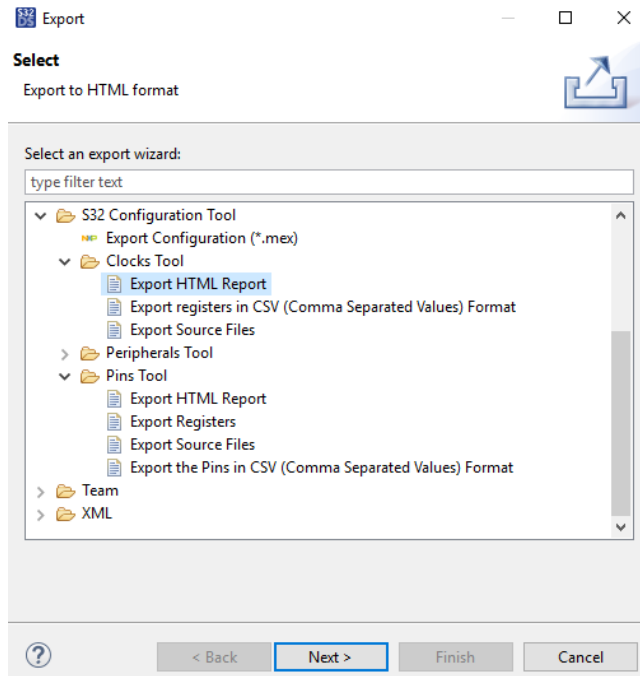 S32
DS
Export
Select
Export to HTML format
Select an export wizard:
type filter text
S32 Configuration Tool
NXP Export Configuration (*.mex)
Clocks Tool
Export HTML Report
Export registers in CSV (Comma Separated Values) Format
Export Source Files
Peripherals Tool
Pins Tool
Export HTML Report
Export Registers
Export Source Files
Export the Pins in CSV (Comma Separated Values) Format
Team
XML
? < Back Next > Finish Cancel